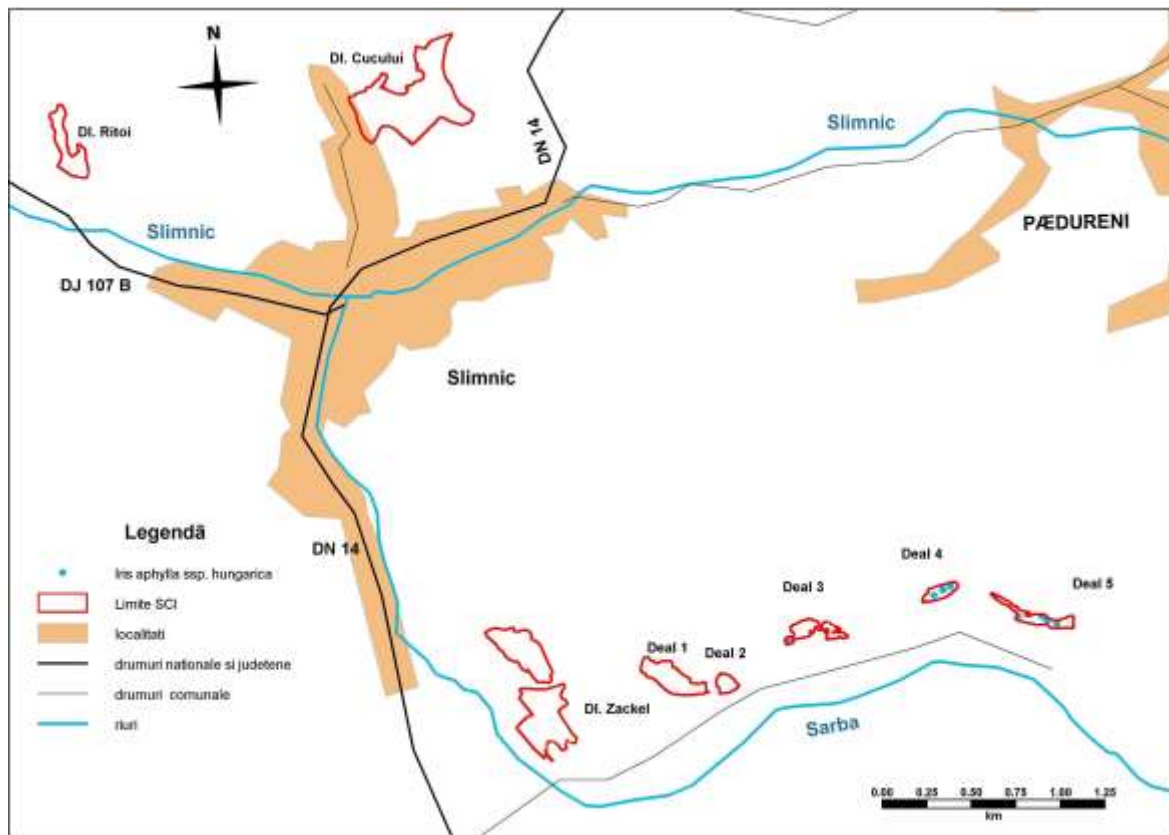 N
Dl. Cucului
Dl. Ritoi
DN 14
Slimnic
Slimnic
PÆDURENI
DJ 107 B
Slimnic
Legendã
DN 14
Iris aphylla ssp. hungarica
Limite SCI
localitati
drumuri nationale si judetene
drumuri comunale
riuri
Deal 4
Deal 3
Deal 5
Deal 1
Deal 2
Dl. Zackel
Sarba
0.00 0.25 0.50 0.75 1.00 1.25
km